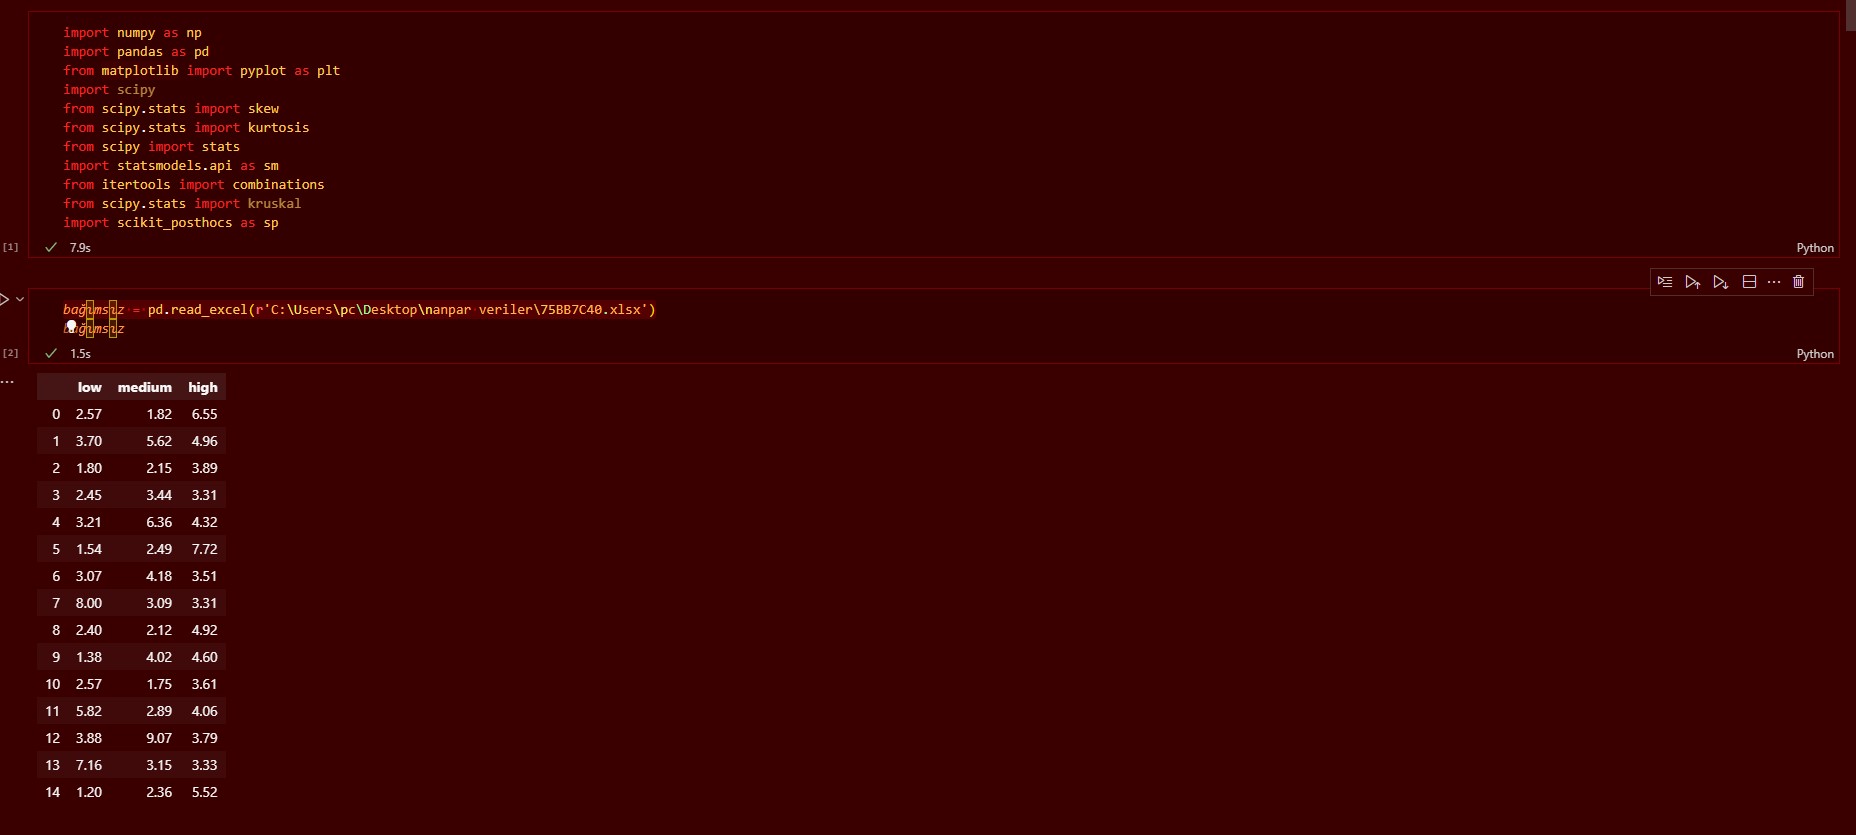 import numpy as np
import pandas as pd
from matplotlib import pyplot as plt
import scipy
from scipy.stats import skew
from scipy.stats import kurtosis
from scipy import stats
import statsmodels.api as sm
from itertools import combinations
from scipy.stats import kruskal
import scikit_posthocs as sp
[1] 7.9s Python
bağımsız = pd.read_excel(r'C:\Users\pc\Desktop\nanpar veriler\75BB7C40.xlsx')
bağımsız
[2] 1.5s Python
low medium high
0 2.57 1.82 6.55
1 3.70 5.62 4.96
2 1.80 2.15 3.89
3 2.45 3.44 3.31
4 3.21 6.36 4.32
5 1.54 2.49 7.72
6 3.07 4.18 3.51
7 8.00 3.09 3.31
8 2.40 2.12 4.92
9 1.38 4.02 4.60
10 2.57 1.75 3.61
11 5.82 2.89 4.06
12 3.88 9.07 3.79
13 7.16 3.15 3.33
14 1.20 2.36 5.52